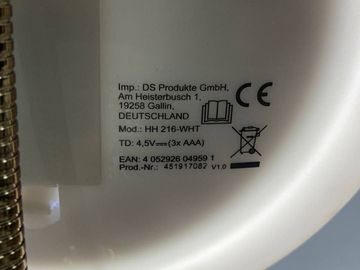 Imp.: DS Produkte GmbH,
Am Heisterbusch 1,
19258 Gallin,
DEUTSCHLAND
CE
Mod.: HH 216-WHT
TD: 4,5V⎓(3x AAA)
EAN: 4 052926 04959 1
Prod.-Nr.: 451917082 V1.0